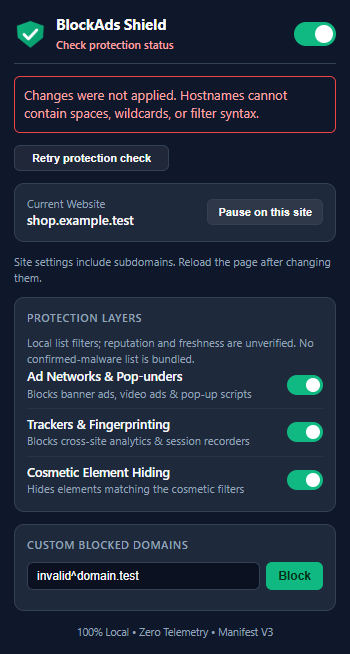 BlockAds Shield
Check protection status
Changes were not applied. Hostnames cannot
contain spaces, wildcards, or filter syntax.
Retry protection check
Current Website
shop.example.test
Pause on this site
Site settings include subdomains. Reload the page after changing
them.
PROTECTION LAYERS
Local list filters; reputation and freshness are unverified. No
confirmed-malware list is bundled.
Ad Networks & Pop-unders
Blocks banner ads, video ads & pop-up scripts
Trackers & Fingerprinting
Blocks cross-site analytics & session recorders
Cosmetic Element Hiding
Hides elements matching the cosmetic filters
CUSTOM BLOCKED DOMAINS
invalid^domain.test
Block
100% Local • Zero Telemetry • Manifest V3